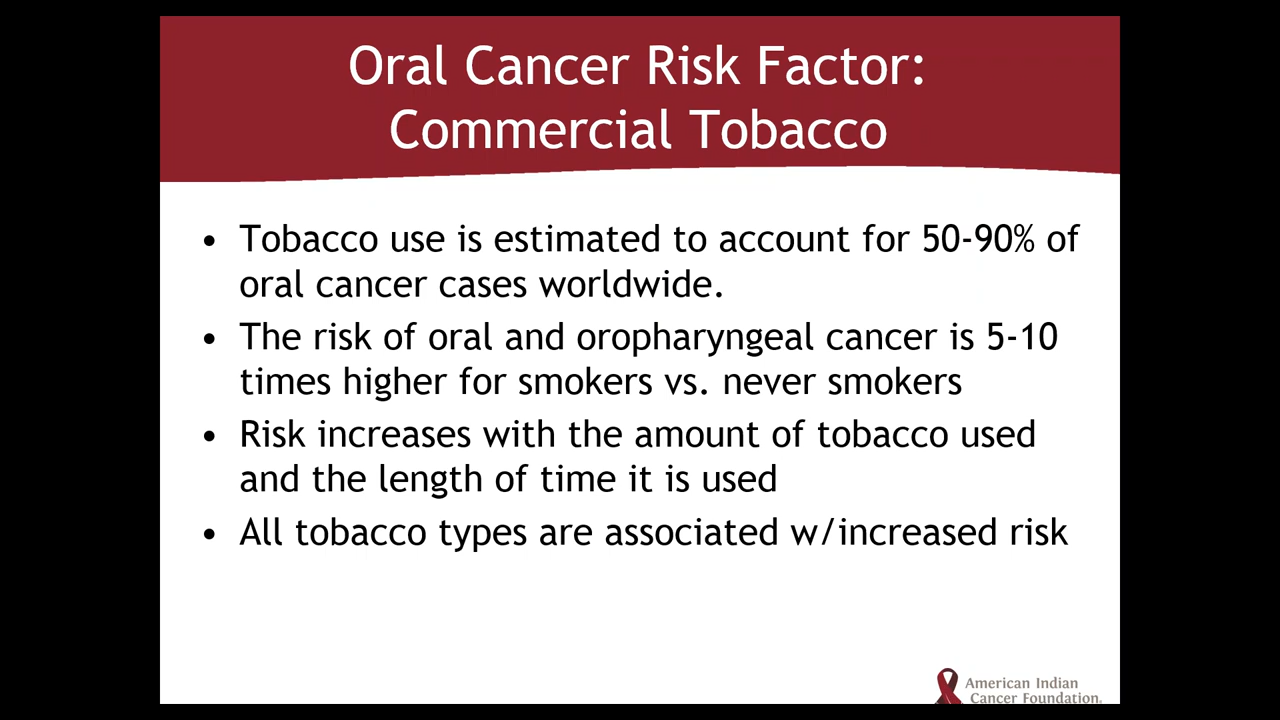 Oral Cancer Risk Factor:
Commercial Tobacco
• Tobacco use is estimated to account for 50-90% of
oral cancer cases worldwide.
• The risk of oral and oropharyngeal cancer is 5-10
times higher for smokers vs. never smokers
• Risk increases with the amount of tobacco used
and the length of time it is used
• All tobacco types are associated w/increased risk
American Indian
Cancer Foundation.